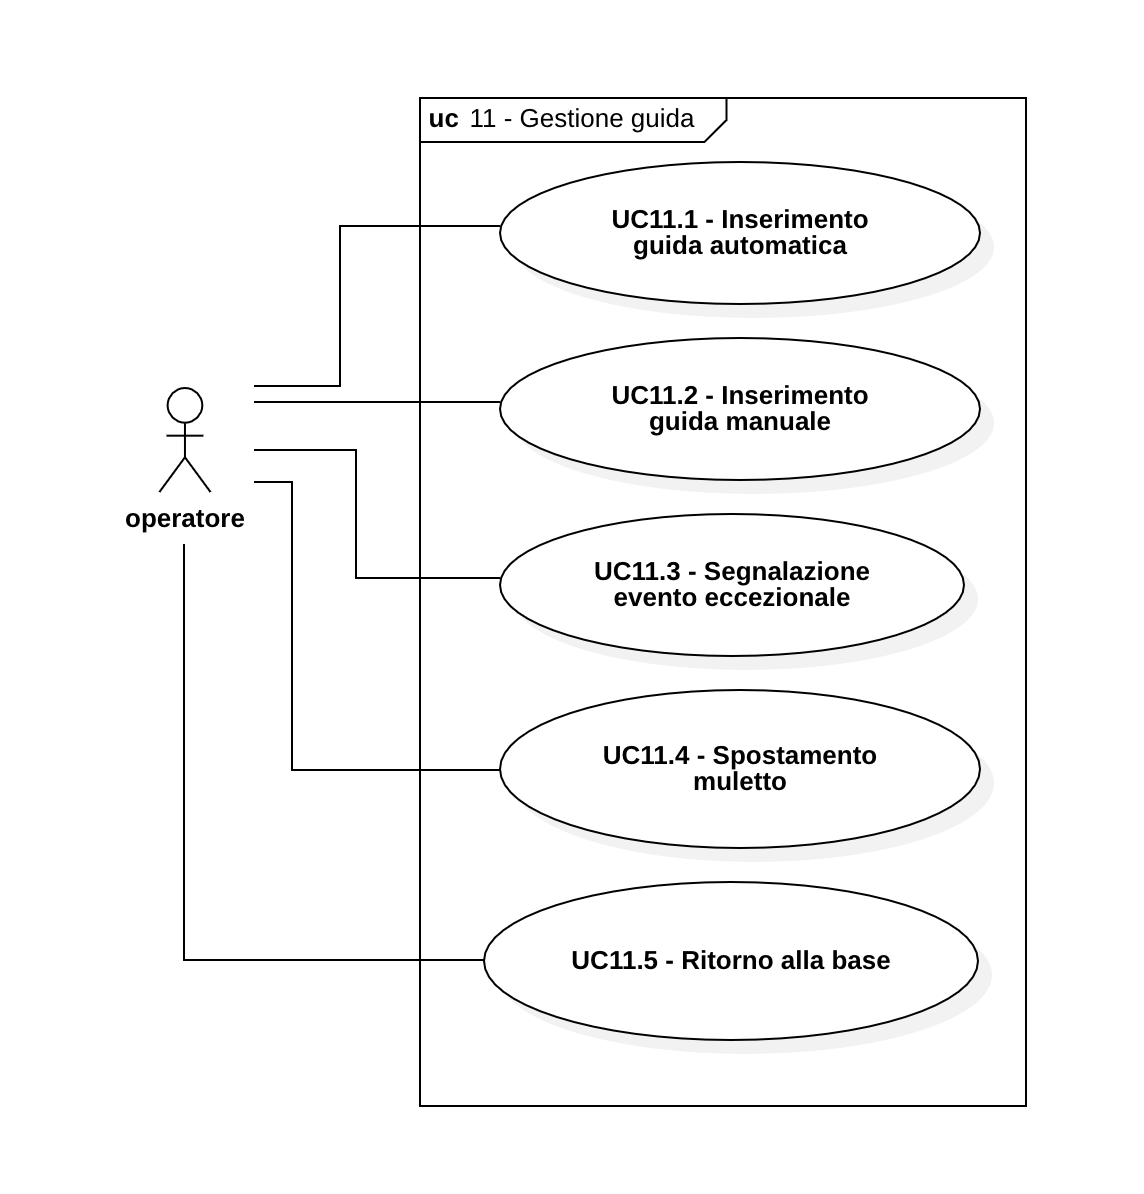 uc 11 - Gestione guida
UC11.1 - Inserimento
guida automatica
UC11.2 - Inserimento
guida manuale
operatore
UC11.3 - Segnalazione
evento eccezionale
UC11.4 - Spostamento
muletto
UC11.5 - Ritorno alla base